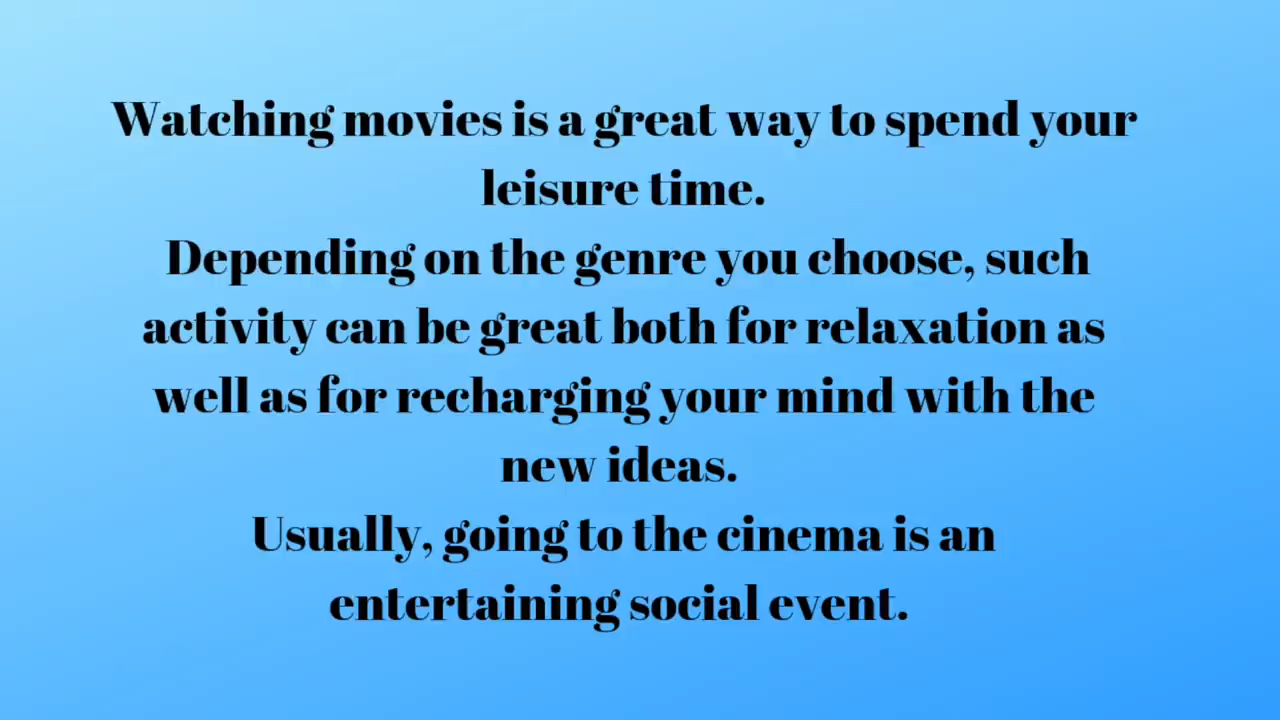 Watching movies is a great way to spend your
leisure time.
Depending on the genre you choose, such
activity can be great both for relaxation as
well as for recharging your mind with the
new ideas.
Usually, going to the cinema is an
entertaining social event.